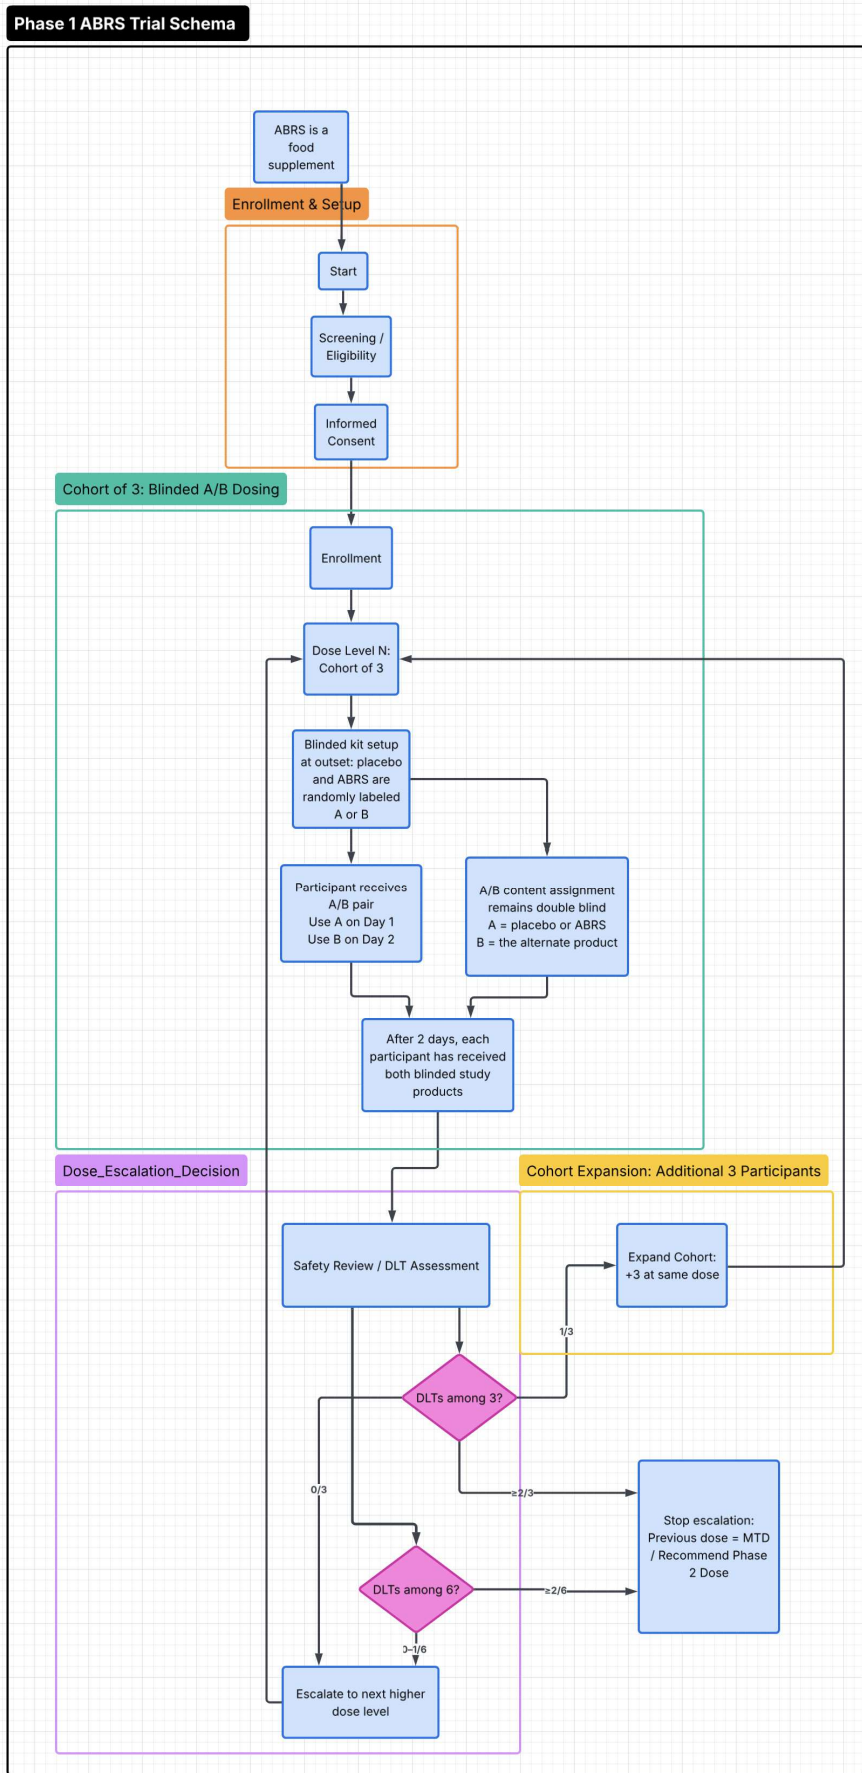 Phase 1 ABRS Trial Schema
ABRS is a
food
supplement
Enrollment & Setup
Start
Screening /
Eligibility
Informed
Consent
Cohort of 3: Blinded A/B Dosing
Enrollment
Dose Level N:
Cohort of 3
Blinded kit setup
at outset: placebo
and ABRS are
randomly labeled
A or B
Participant receives
A/B pair
Use A on Day 1
Use B on Day 2
A/B content assignment
remains double blind
A = placebo or ABRS
B = the alternate product
After 2 days, each
participant has received
both blinded study
products
Dose_Escalation_Decision
Cohort Expansion: Additional 3 Participants
Safety Review / DLT Assessment
Expand Cohort:
+3 at same dose
1/3
DLTs among 3?
0/3
≥2/3
Stop escalation:
Previous dose = MTD
/ Recommend Phase
2 Dose
DLTs among 6?
≥2/6
0–1/6
Escalate to next higher
dose level